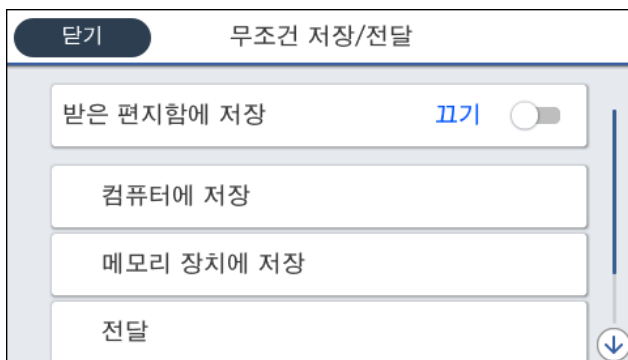 닫기
무조건 저장/전달
받은 편지함에 저장 끄기
컴퓨터에 저장
메모리 장치에 저장
전달